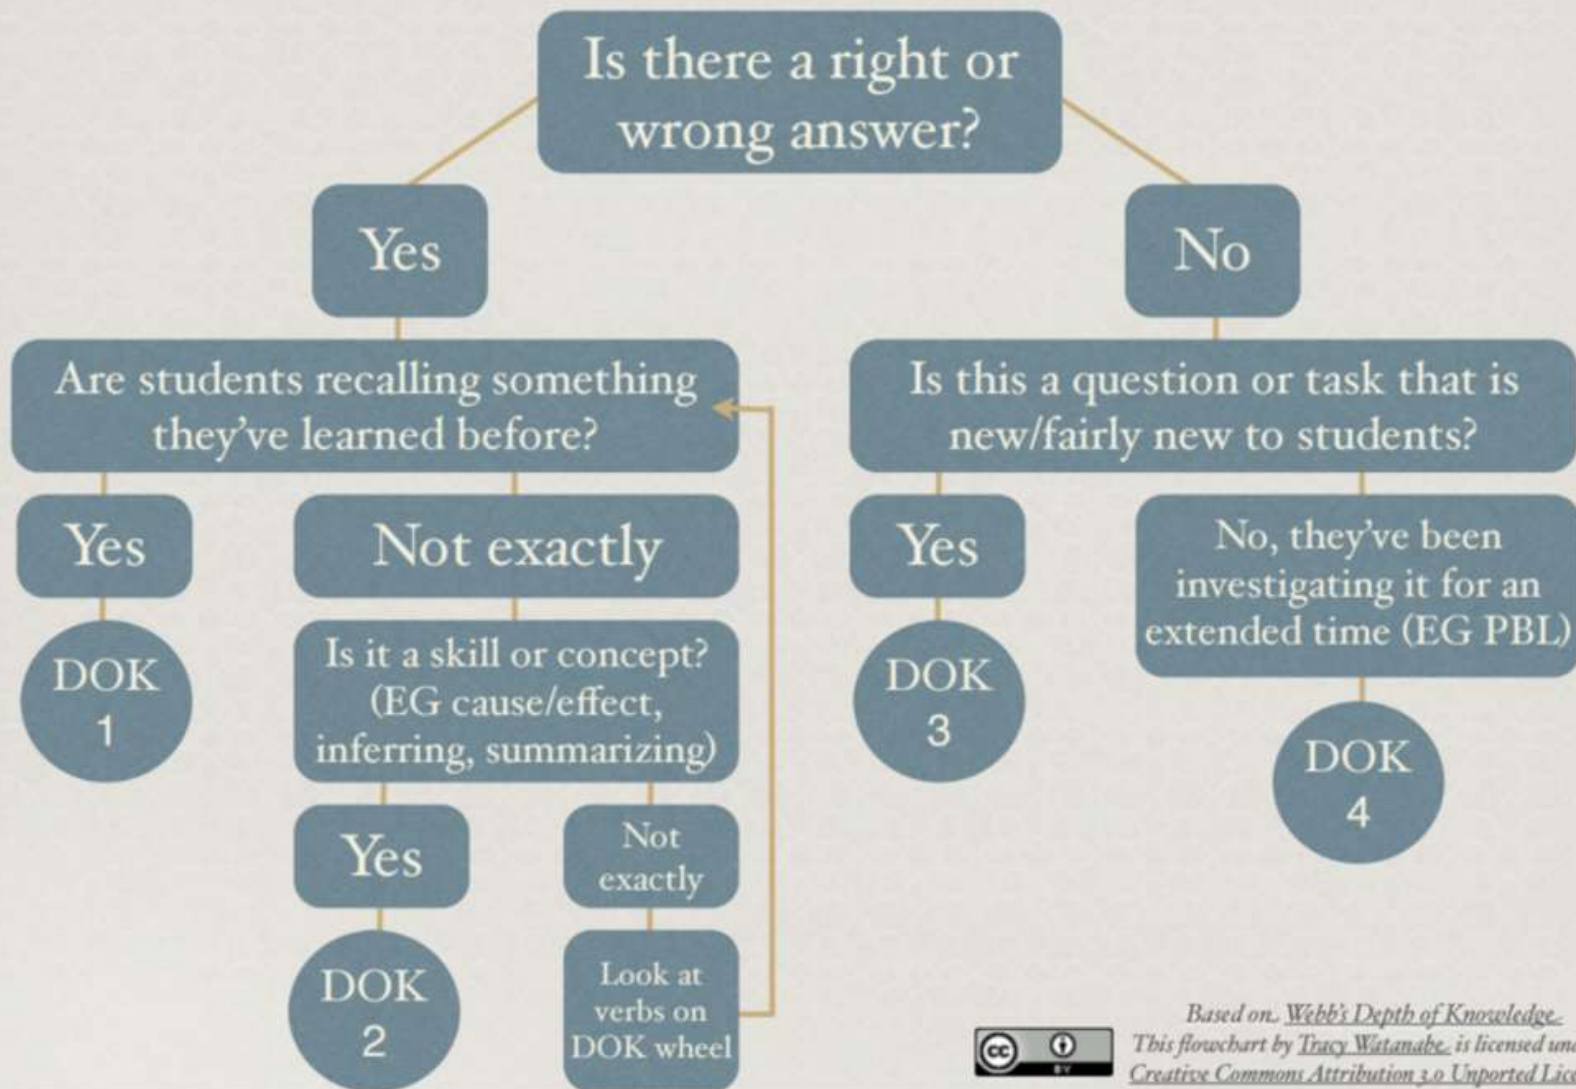 Is there a right or
wrong answer?
Yes
No
Are students recalling something
they've learned before?
Is this a question or task that is
new/fairly new to students?
Yes
Not exactly
Yes
No, they've been
investigating it for an
extended time (EG PBL)
DOK
1
Is it a skill or concept?
(EG cause/effect,
inferring, summarizing)
DOK
3
DOK
4
Yes
Not
exactly
DOK
2
Look at
verbs on
DOK wheel
cc
BY
Based on Webb's Depth of Knowledge
This flowchart by Tracy Watanabe is licensed
Creative Commons Attribution 3.0 Unported